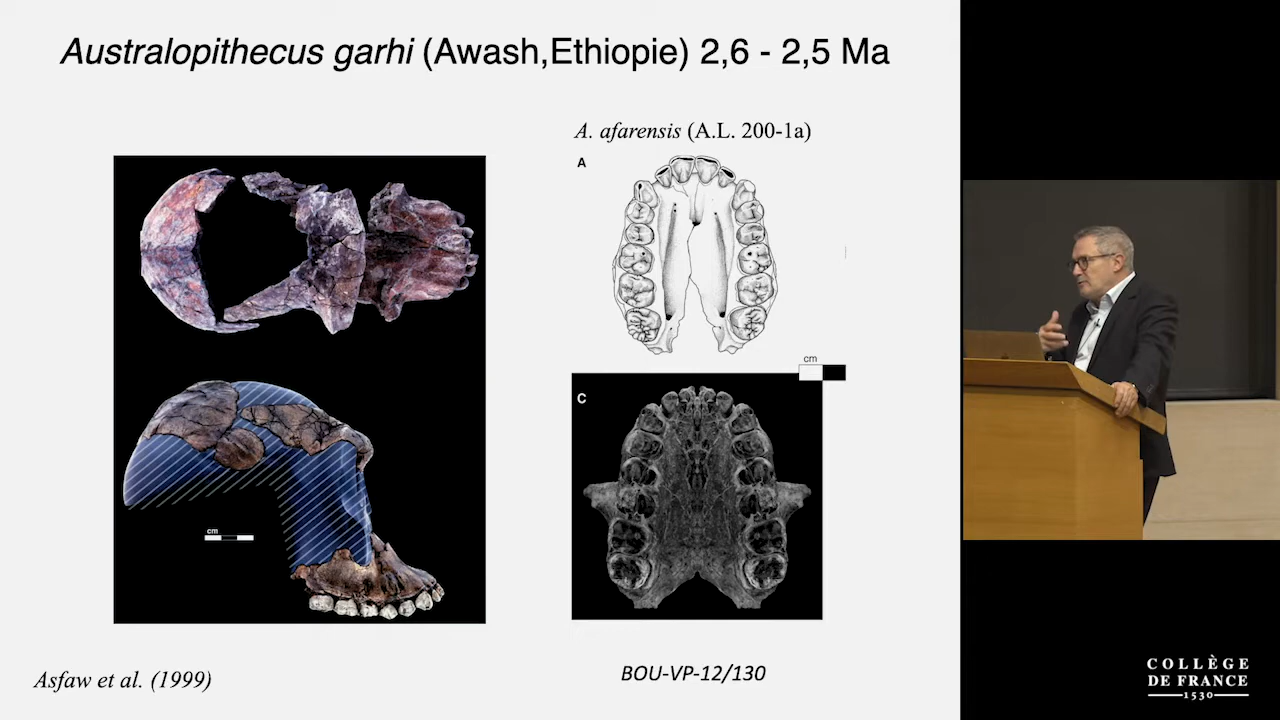 Australopithecus garhi (Awash,Ethiopie) 2,6 - 2,5 Ma
A. afarensis (A.L. 200-1a)
A
cm
C
cm
Asfaw et al. (1999)
BOU-VP-12/130
COLLÈGE
DE FRANCE
1530